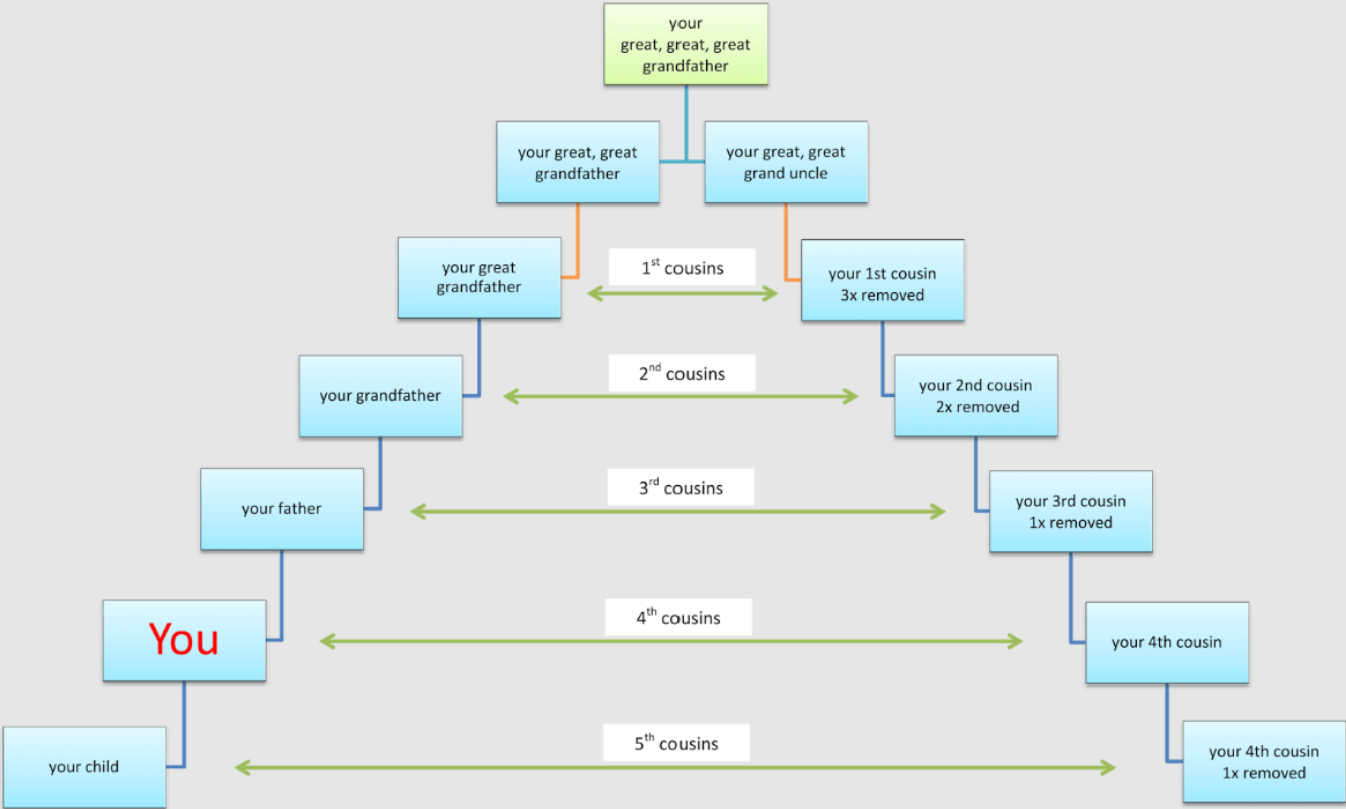 your
great, great, great
grandfather
your great, great
grandfather
your great, great
grand uncle
your great
grandfather
1st cousins
your 1st cousin
3x removed
your grandfather
2nd cousins
your 2nd cousin
2x removed
your father
3rd cousins
your 3rd cousin
1x removed
You
4th cousins
your 4th cousin
your child
5th cousins
your 4th cousin
1x removed